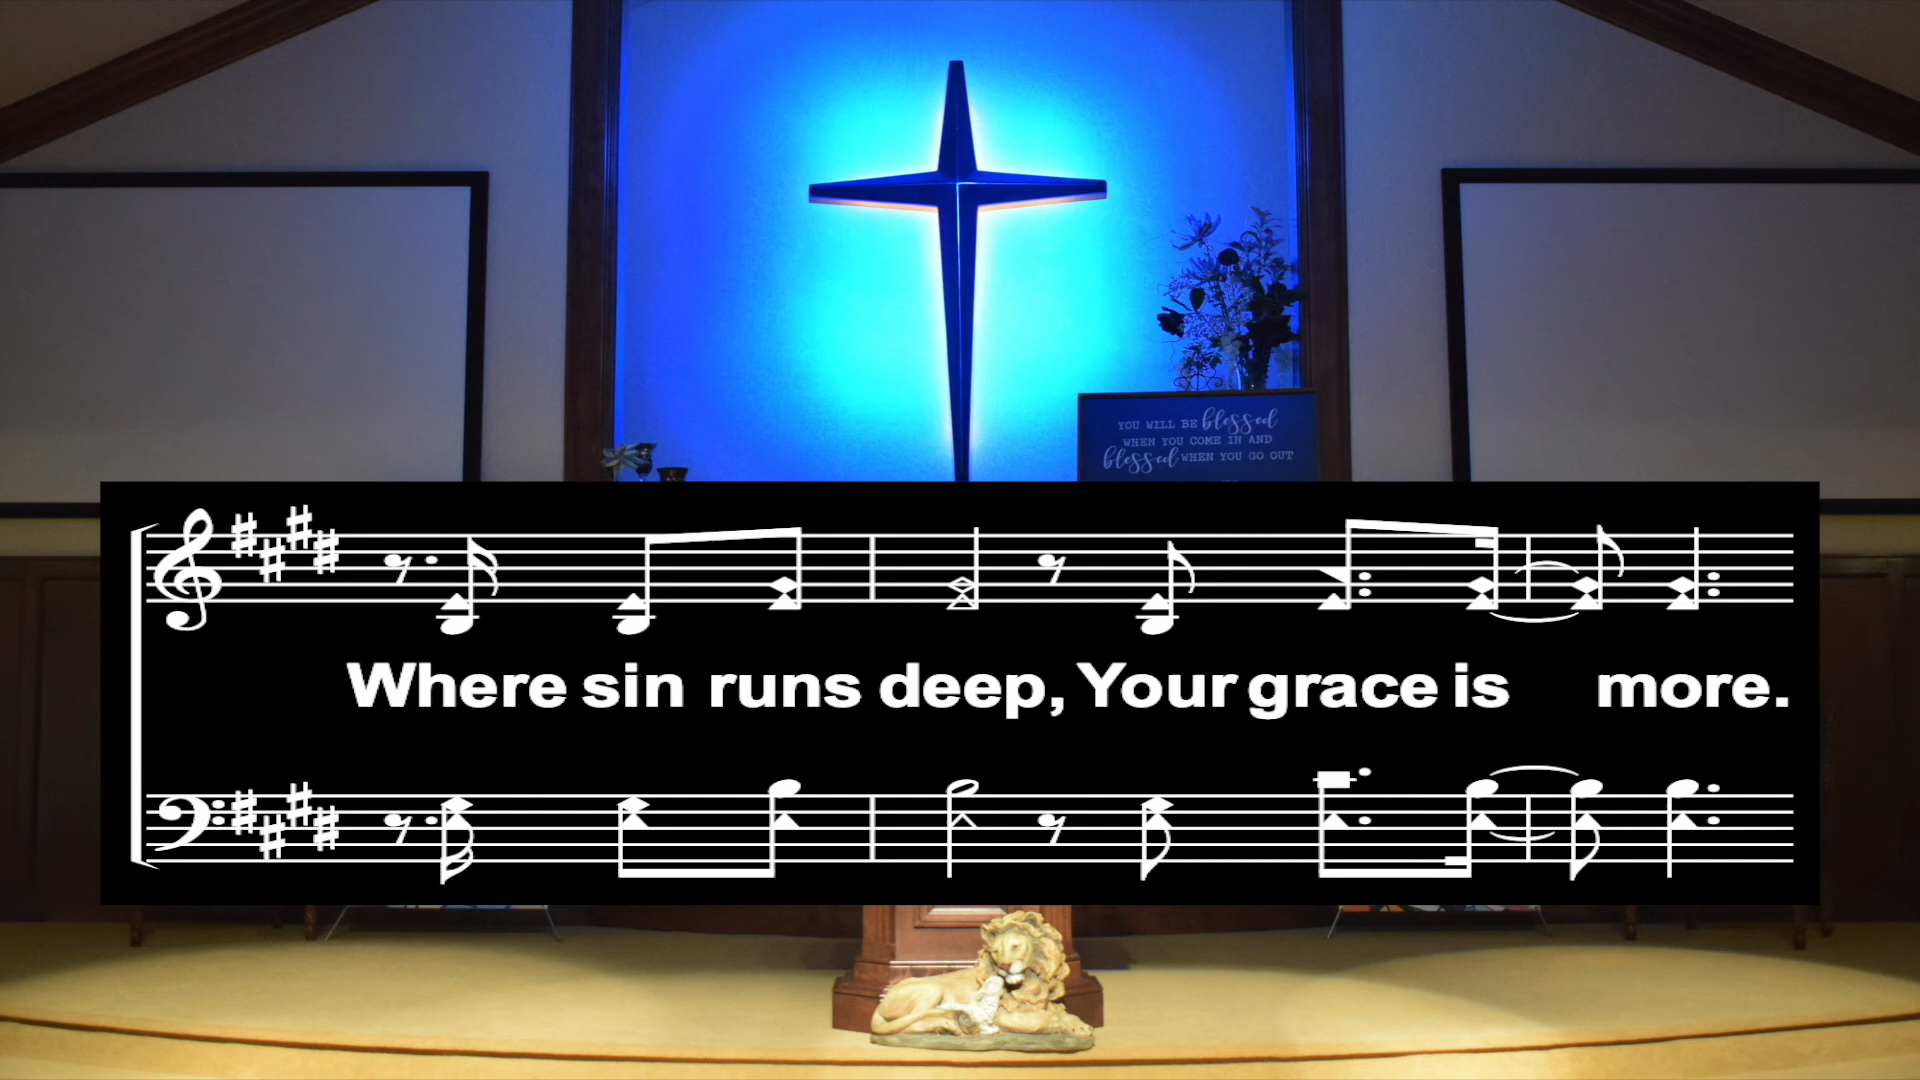 YOU WILL BE blessed
WHEN YOU COME IN AND
blessed WHEN YOU GO OUT
Where sin runs deep, Your grace is more.